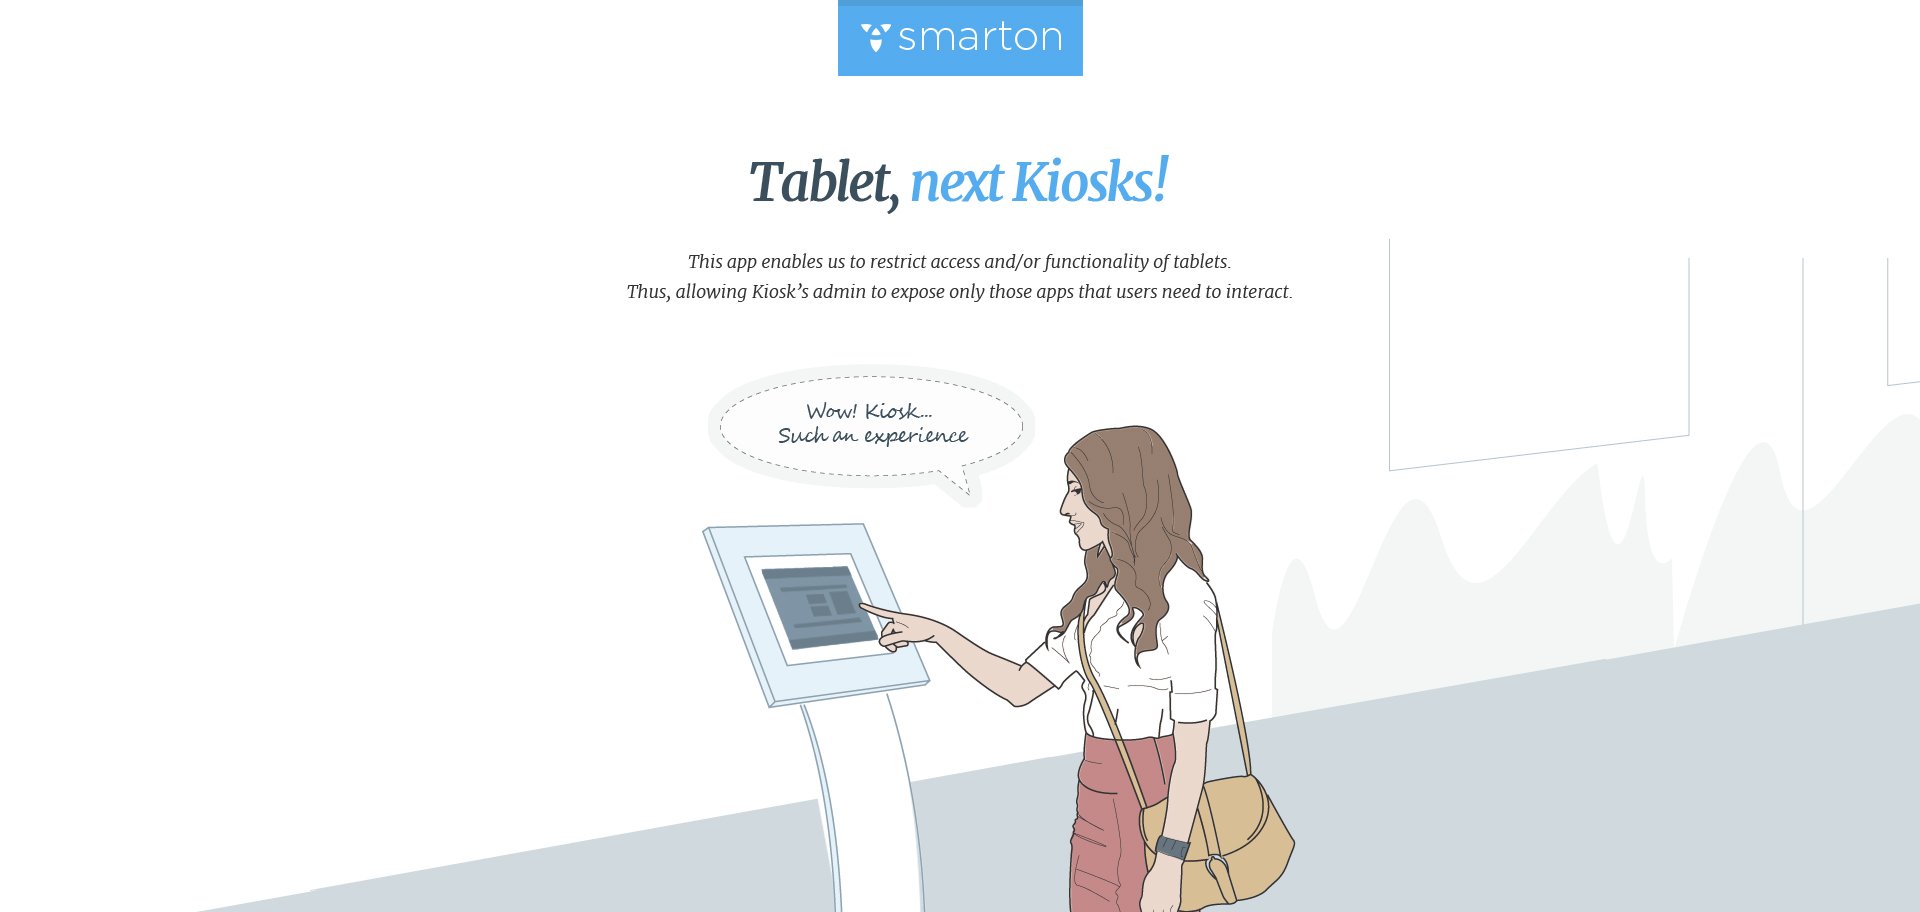 smarton
Tablet, next Kiosks!
This app enables us to restrict access and/or functionality of tablets.
Thus, allowing Kiosk’s admin to expose only those apps that users need to interact.
Wow! Kiosk...
Such an experience